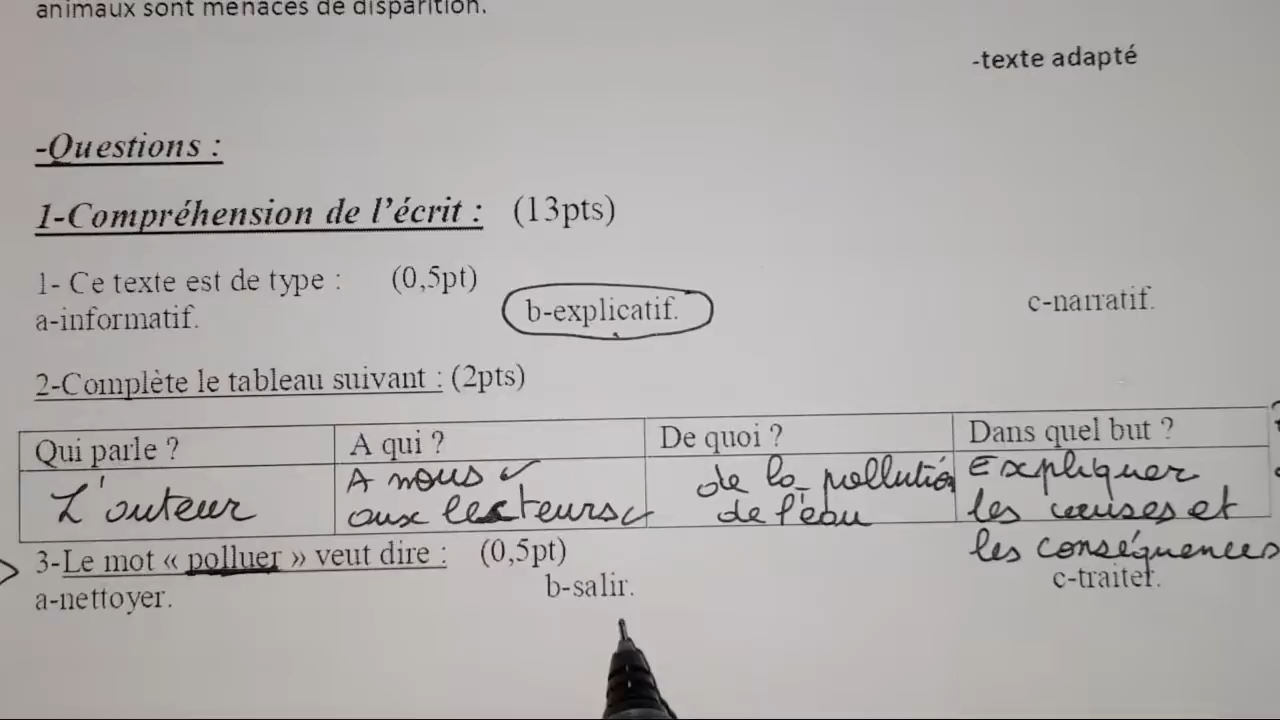 animaux sont menacés de disparition.
-texte adapté
-Questions :
1-Compréhension de l'écrit : (13pts)
1- Ce texte est de type : (0,5pt)
a-informatif. b-explicatif. c-narratif.
2-Complète le tableau suivant : (2pts)
Qui parle ? A qui ? De quoi ? Dans quel but ?
L'auteur
A nous
aux lecteurs
de la pollution
de l'eau
Expliquer
les causes et
les conséquences
3-Le mot « polluer » veut dire : (0,5pt)
a-nettoyer. b-salir. c-traiter.